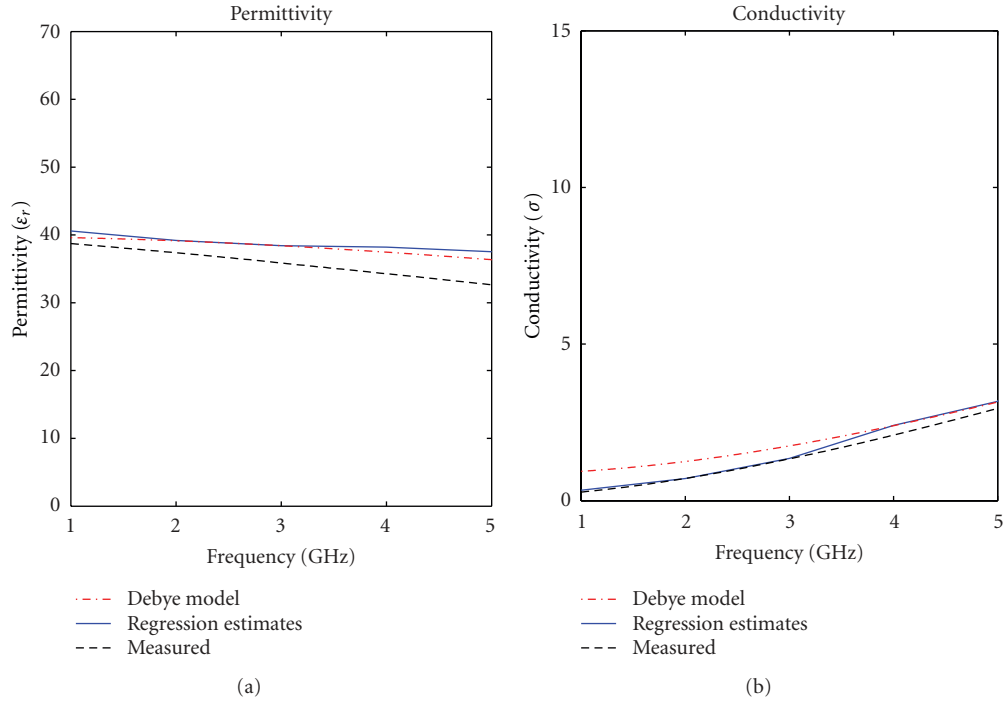 Permittivity
70
60
50
40
30
20
10
0
Permittivity (εr)
1 2 3 4 5
Frequency (GHz)
Debye model
Regression estimates
Measured
(a)
Conductivity
15
10
5
0
Conductivity (σ)
1 2 3 4 5
Frequency (GHz)
Debye model
Regression estimates
Measured
(b)